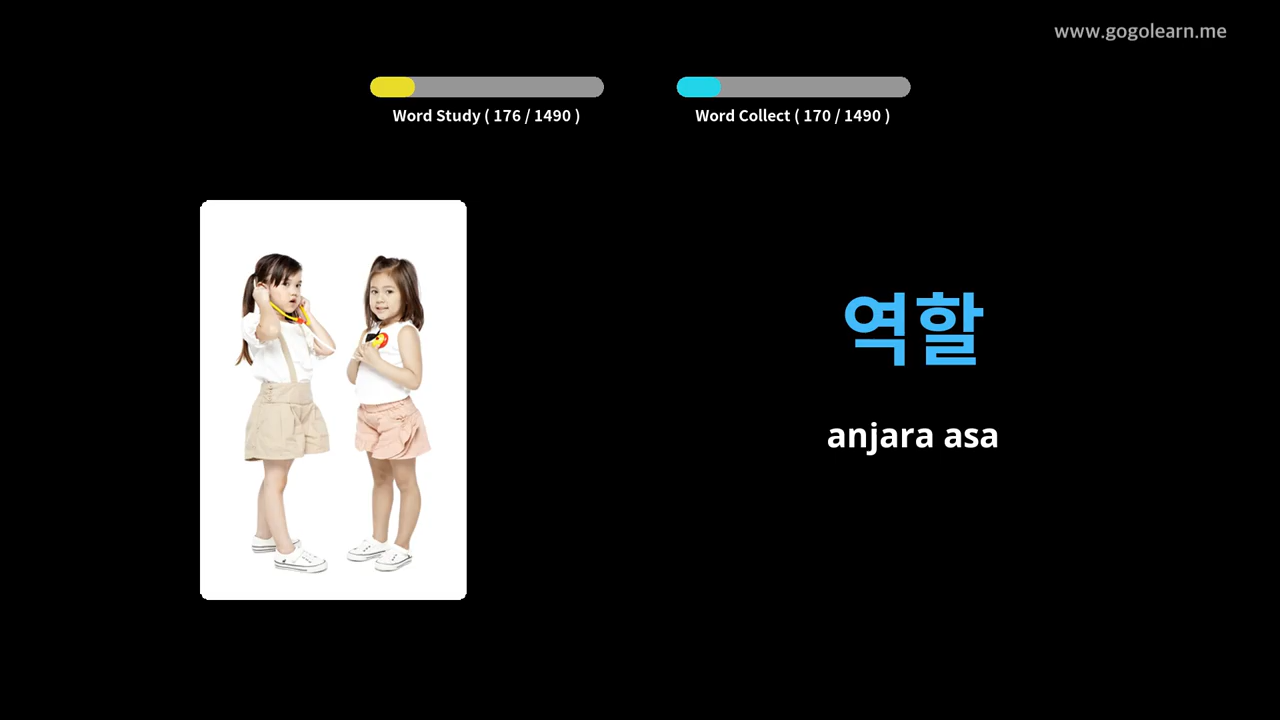 www.gogolearn.me
Word Study ( 176 / 1490 )
Word Collect ( 170 / 1490 )
역할
anjara asa